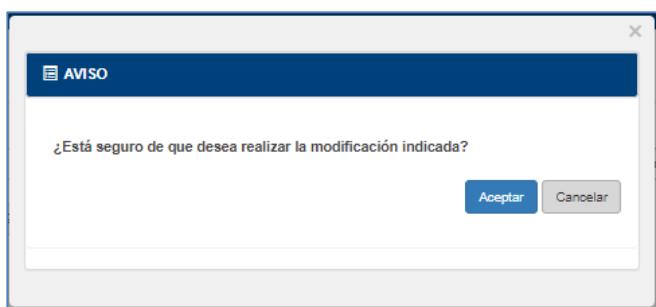 ×
AVISO
¿Está seguro de que desea realizar la modificación indicada?
Aceptar Cancelar